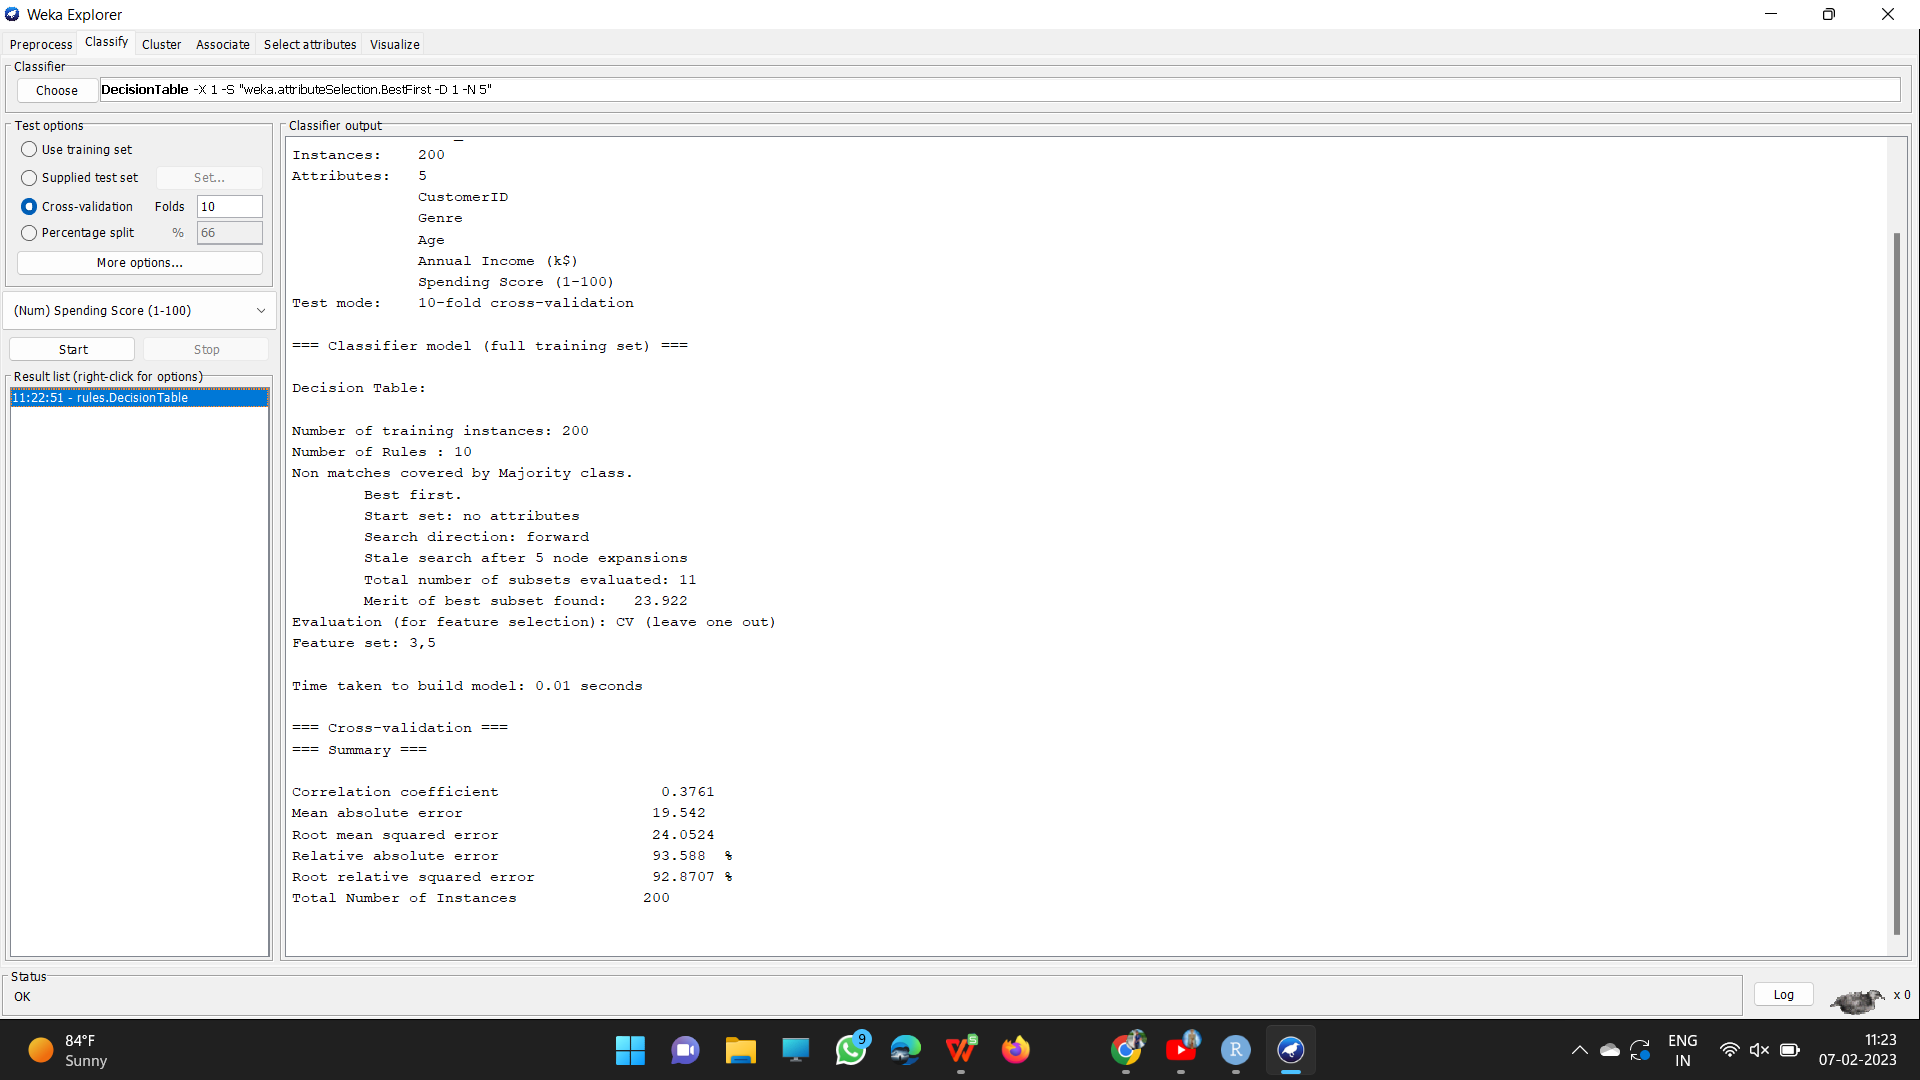 Weka Explorer
Preprocess Classify Cluster Associate Select attributes Visualize
Classifier
Choose DecisionTable -X 1 -S "weka.attributeSelection.BestFirst -D 1 -N 5"
Test options
Use training set
Supplied test set Set...
Cross-validation Folds 10
Percentage split % 66
More options...
(Num) Spending Score (1-100)
Start Stop
Result list (right-click for options)
11:22:51 - rules.DecisionTable
Classifier output
Instances: 200
Attributes: 5
CustomerID
Genre
Age
Annual Income (k$)
Spending Score (1-100)
Test mode: 10-fold cross-validation
=== Classifier model (full training set) ===
Decision Table:
Number of training instances: 200
Number of Rules : 10
Non matches covered by Majority class.
Best first.
Start set: no attributes
Search direction: forward
Stale search after 5 node expansions
Total number of subsets evaluated: 11
Merit of best subset found: 23.922
Evaluation (for feature selection): CV (leave one out)
Feature set: 3,5
Time taken to build model: 0.01 seconds
=== Cross-validation ===
=== Summary ===
Correlation coefficient 0.3761
Mean absolute error 19.542
Root mean squared error 24.0524
Relative absolute error 93.588 %
Root relative squared error 92.8707 %
Total Number of Instances 200
Status
OK
Log
x 0
84°F
Sunny
9
ENG
IN
11:23
07-02-2023